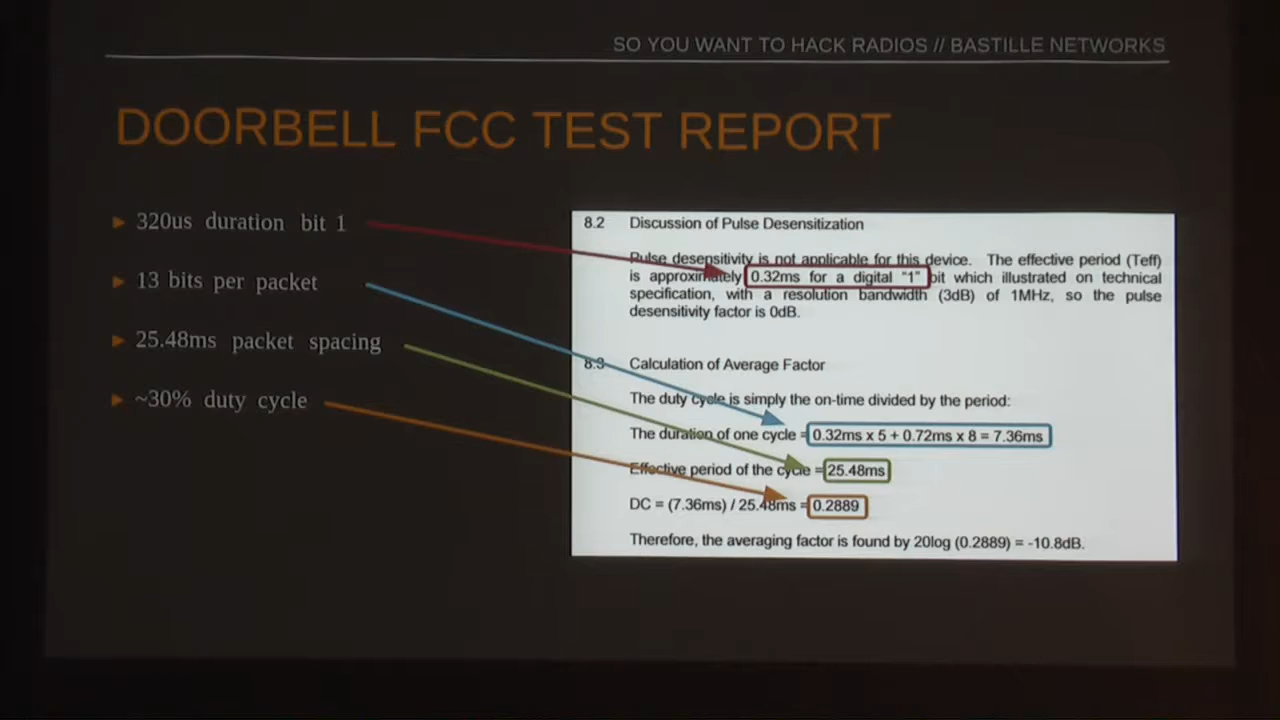 SO YOU WANT TO HACK RADIOS // BASTILLE NETWORKS
DOORBELL FCC TEST REPORT
320us duration bit 1
13 bits per packet
25.48ms packet spacing
~30% duty cycle
8.2 Discussion of Pulse Desensitization
Pulse desensitivity is not applicable for this device. The effective period (Teff)
is approximately 0.32ms for a digital "1" bit which illustrated on technical
specification, with a resolution bandwidth (3dB) of 1MHz, so the pulse
desensitivity factor is 0dB.
8.3 Calculation of Average Factor
The duty cycle is simply the on-time divided by the period:
The duration of one cycle = 0.32ms x 5 + 0.72ms x 8 = 7.36ms
Effective period of the cycle = 25.48ms
DC = (7.36ms) / 25.48ms = 0.2889
Therefore, the averaging factor is found by 20log (0.2889) = -10.8dB.